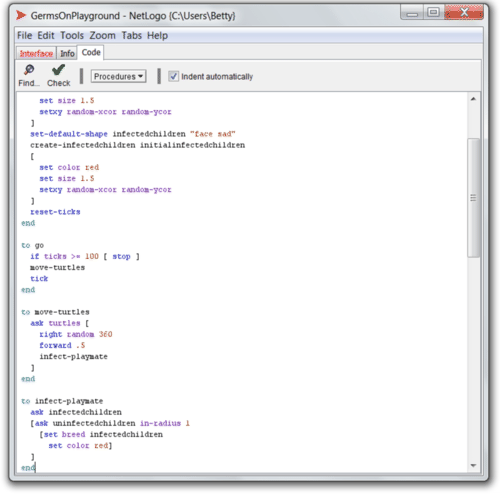 GermsOnPlayground - NetLogo {C:\Users\Betty}
File Edit Tools Zoom Tabs Help
Interface Info Code
Find... Check Procedures Indent automatically
set size 1.5
setxy random-xcor random-ycor
]
set-default-shape infectedchildren "face sad"
create-infectedchildren initialinfectedchildren
[
set color red
set size 1.5
setxy random-xcor random-ycor
]
reset-ticks
end
to go
if ticks >= 100 [ stop ]
move-turtles
tick
end
to move-turtles
ask turtles [
right random 360
forward .5
infect-playmate
]
end
to infect-playmate
ask infectedchildren
[ask uninfectedchildren in-radius 1
[set breed infectedchildren
set color red]
]
end